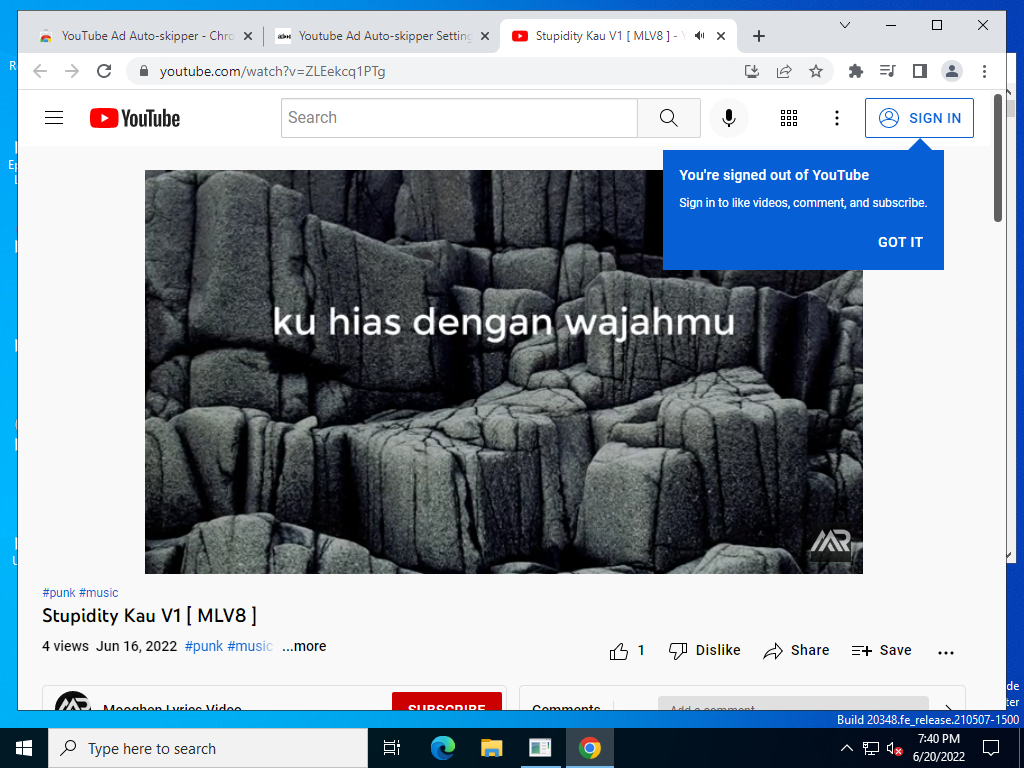 YouTube Ad Auto-skipper - Chro
Youtube Ad Auto-skipper Setting
Stupidity Kau V1 [ MLV8 ] - Y
youtube.com/watch?v=ZLEekcq1PTg
YouTube
Search
SIGN IN
You're signed out of YouTube
Sign in to like videos, comment, and subscribe.
GOT IT
ku hias dengan wajahmu
MR
#punk #music
Stupidity Kau V1 [ MLV8 ]
4 views Jun 16, 2022 #punk #music ...more
1 Dislike Share Save
Mooghen Lyrics Video
SUBSCRIBE
Comments
Add a comment...
Build 20348.fe_release.210507-1500
Type here to search
7:40 PM
6/20/2022